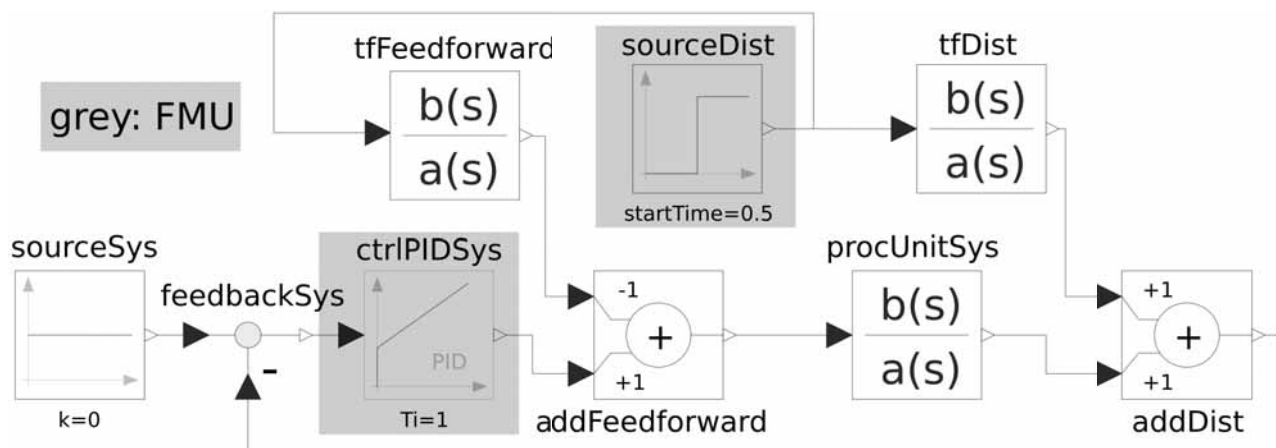 tfFeedforward
sourceDist
tfDist
grey: FMU
b(s)
a(s)
b(s)
a(s)
startTime=0.5
sourceSys
ctrlPIDSys
procUnitSys
feedbackSys
-1
+
+1
b(s)
a(s)
+1
+
+1
PID
-
k=0
Ti=1
addFeedforward
addDist